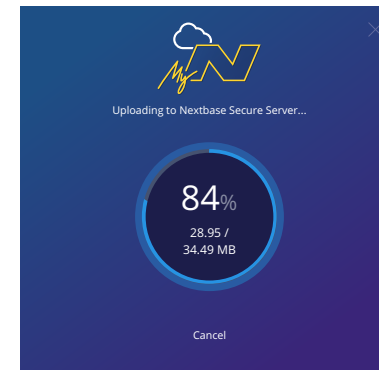 MyN
Uploading to Nextbase Secure Server...
84%
28.95 /
34.49 MB
Cancel